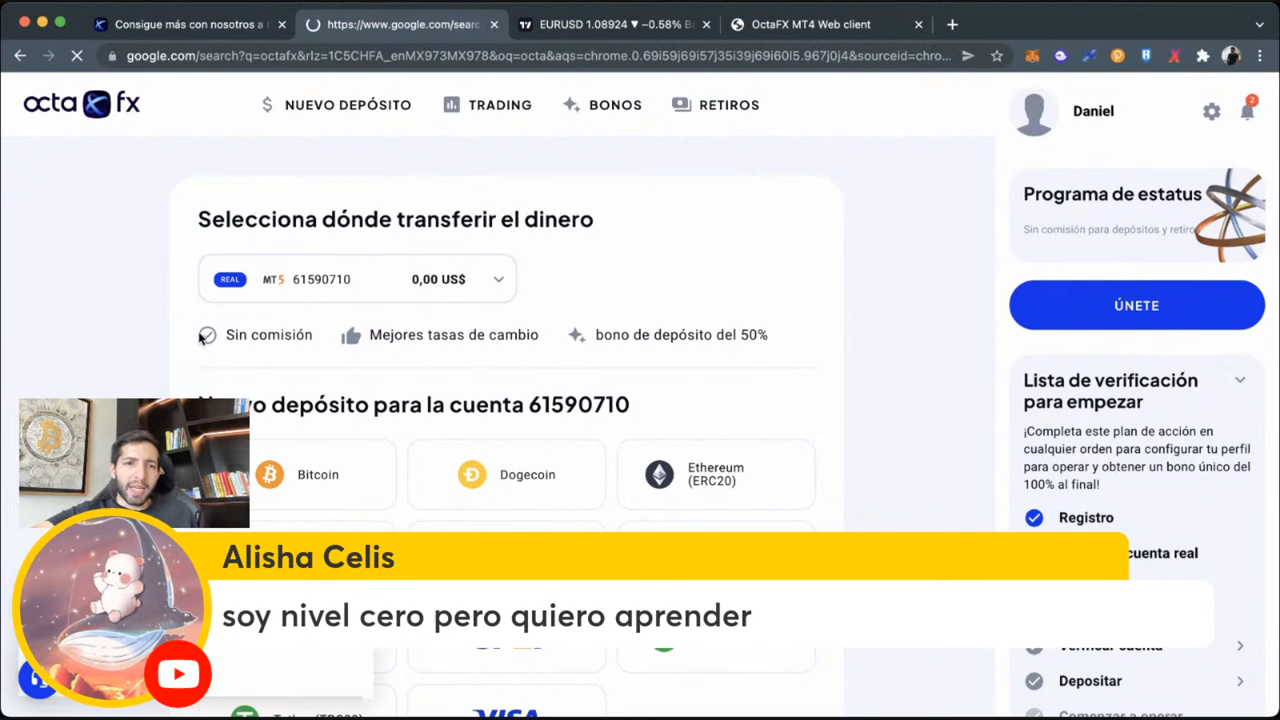 Consigue más con nosotros a
https://www.google.com/searc
EURUSD 1.08924 ▼ −0.58% B
OctaFX MT4 Web client
google.com/search?q=octafx&rlz=1C5CHFA_enMX973MX978&oq=octa&aqs=chrome.0.69i59j69i57j35i39j69i60l5.967j0j4&sourceid=chro...
octa fx
NUEVO DEPÓSITO
TRADING
BONOS
RETIROS
Daniel
2
Selecciona dónde transferir el dinero
REAL MT5 61590710 0,00 US$
Sin comisión
Mejores tasas de cambio
bono de depósito del 50%
depósito para la cuenta 61590710
Bitcoin
Dogecoin
Ethereum
(ERC20)
VISA
Programa de estatus
Sin comisión para depósitos y retiro
ÚNETE
Lista de verificación
para empezar
¡Completa este plan de acción en
cualquier orden para configurar tu perfil
para operar y obtener un bono único del
100% al final!
Registro
cuenta real
Verificar cuenta
Depositar
Comenzar a operar
Alisha Celis
soy nivel cero pero quiero aprender